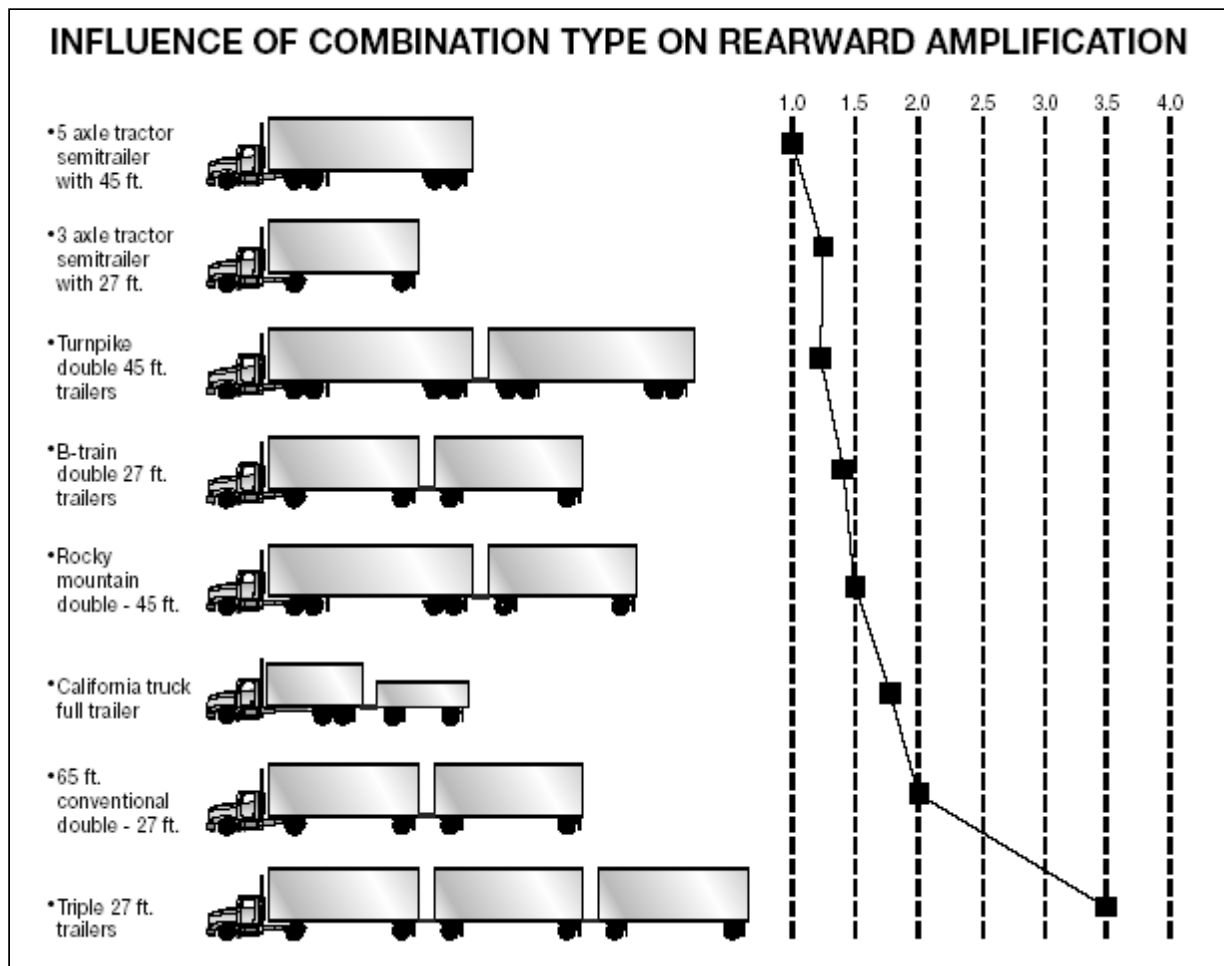 INFLUENCE OF COMBINATION TYPE ON REARWARD AMPLIFICATION
1.0 1.5 2.0 2.5 3.0 3.5 4.0
•5 axle tractor
semitrailer
with 45 ft.
•3 axle tractor
semitrailer
with 27 ft.
•Turnpike
double 45 ft.
trailers
•B-train
double 27 ft.
trailers
•Rocky
mountain
double - 45 ft.
•California truck
full trailer
•65 ft.
conventional
double - 27 ft.
•Triple 27 ft.
trailers